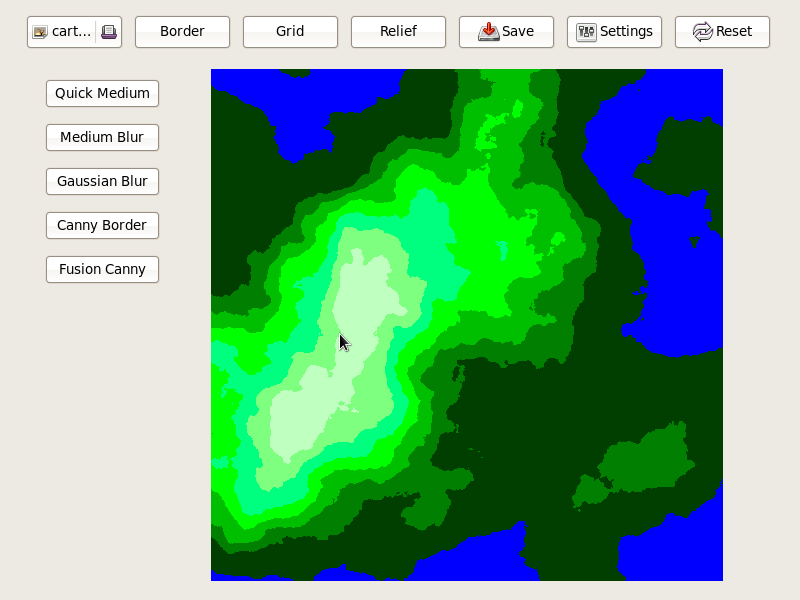 cart... Border Grid Relief Save Settings Reset
Quick Medium
Medium Blur
Gaussian Blur
Canny Border
Fusion Canny